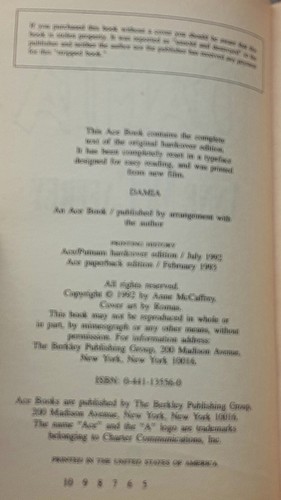 If you purchased this book without a cover you should be aware that this
book is stolen property. It was reported as "unsold and destroyed" to the
publisher and neither the author nor the publisher has received any payment
for this "stripped book."
This Ace Book contains the complete
text of the original hardcover edition.
It has been completely reset in a typeface
designed for easy reading, and was printed
from new film.
DAMIA
An Ace Book / published by arrangement with
the author
PRINTING HISTORY
Ace/Putnam hardcover edition / July 1992
Ace paperback edition / February 1993
All rights reserved.
Copyright © 1992 by Anne McCaffrey.
Cover art by Romas.
This book may not be reproduced in whole or
in part, by mimeograph or any other means, without
permission. For information address:
The Berkley Publishing Group, 200 Madison Avenue,
New York, New York 10016.
ISBN: 0-441-13556-0
Ace Books are published by The Berkley Publishing Group,
200 Madison Avenue, New York, New York 10016.
The name "Ace" and the "A" logo are trademarks
belonging to Charter Communications, Inc.
PRINTED IN THE UNITED STATES OF AMERICA
10 9 8 7 6 5